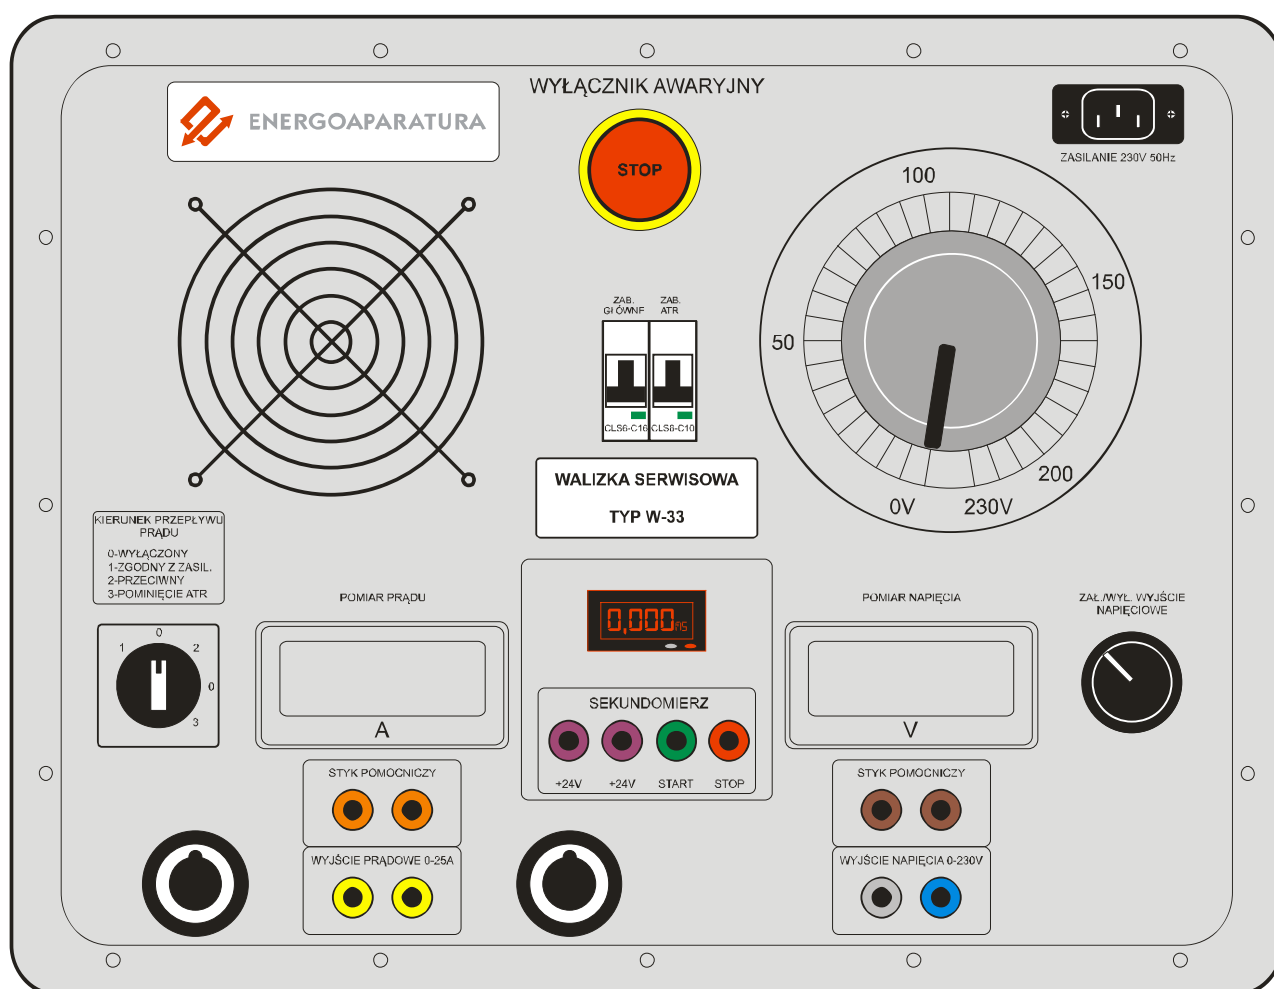 WYŁĄCZNIK AWARYJNY
ENERGOAPARATURA
STOP
ZASILANIE 230V 50Hz
100
150
50
200
0V
230V
ZAB.
GŁÓWNE
ZAB.
ATR
CLS6-C16
CLS6-C10
WALIZKA SERWISOWA
TYP W-33
KIERUNEK PRZEPŁYWU
PRĄDU
0-WYŁĄCZONY
1-ZGODNY Z ZASIL.
2-PRZECIWNY
3-POMINIĘCIE ATR
0
1
2
0
3
POMIAR PRĄDU
A
0,000ms
SEKUNDOMIERZ
+24V
+24V
START
STOP
POMIAR NAPIĘCIA
V
ZAŁ./WYŁ. WYJŚCIE
NAPIĘCIOWE
STYK POMOCNICZY
WYJŚCIE PRĄDOWE 0-25A
STYK POMOCNICZY
WYJŚCIE NAPIĘCIA 0-230V